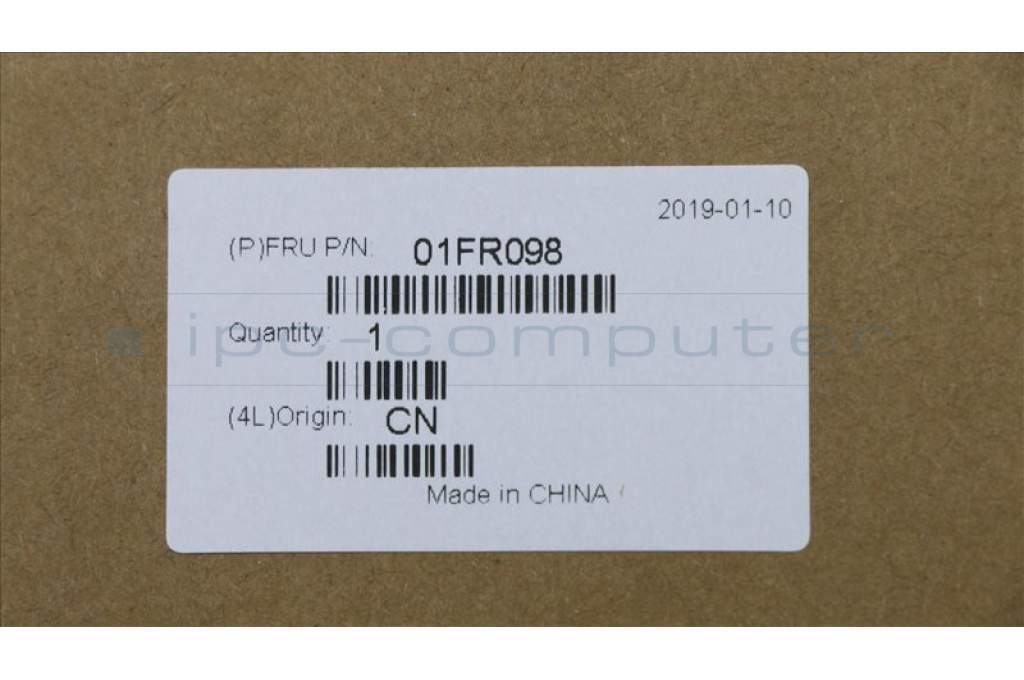 2019-01-10
(P)FRU P/N: 01FR098
Quantity: 1
ipc-computer
(4L)Origin: CN
Made in CHINA